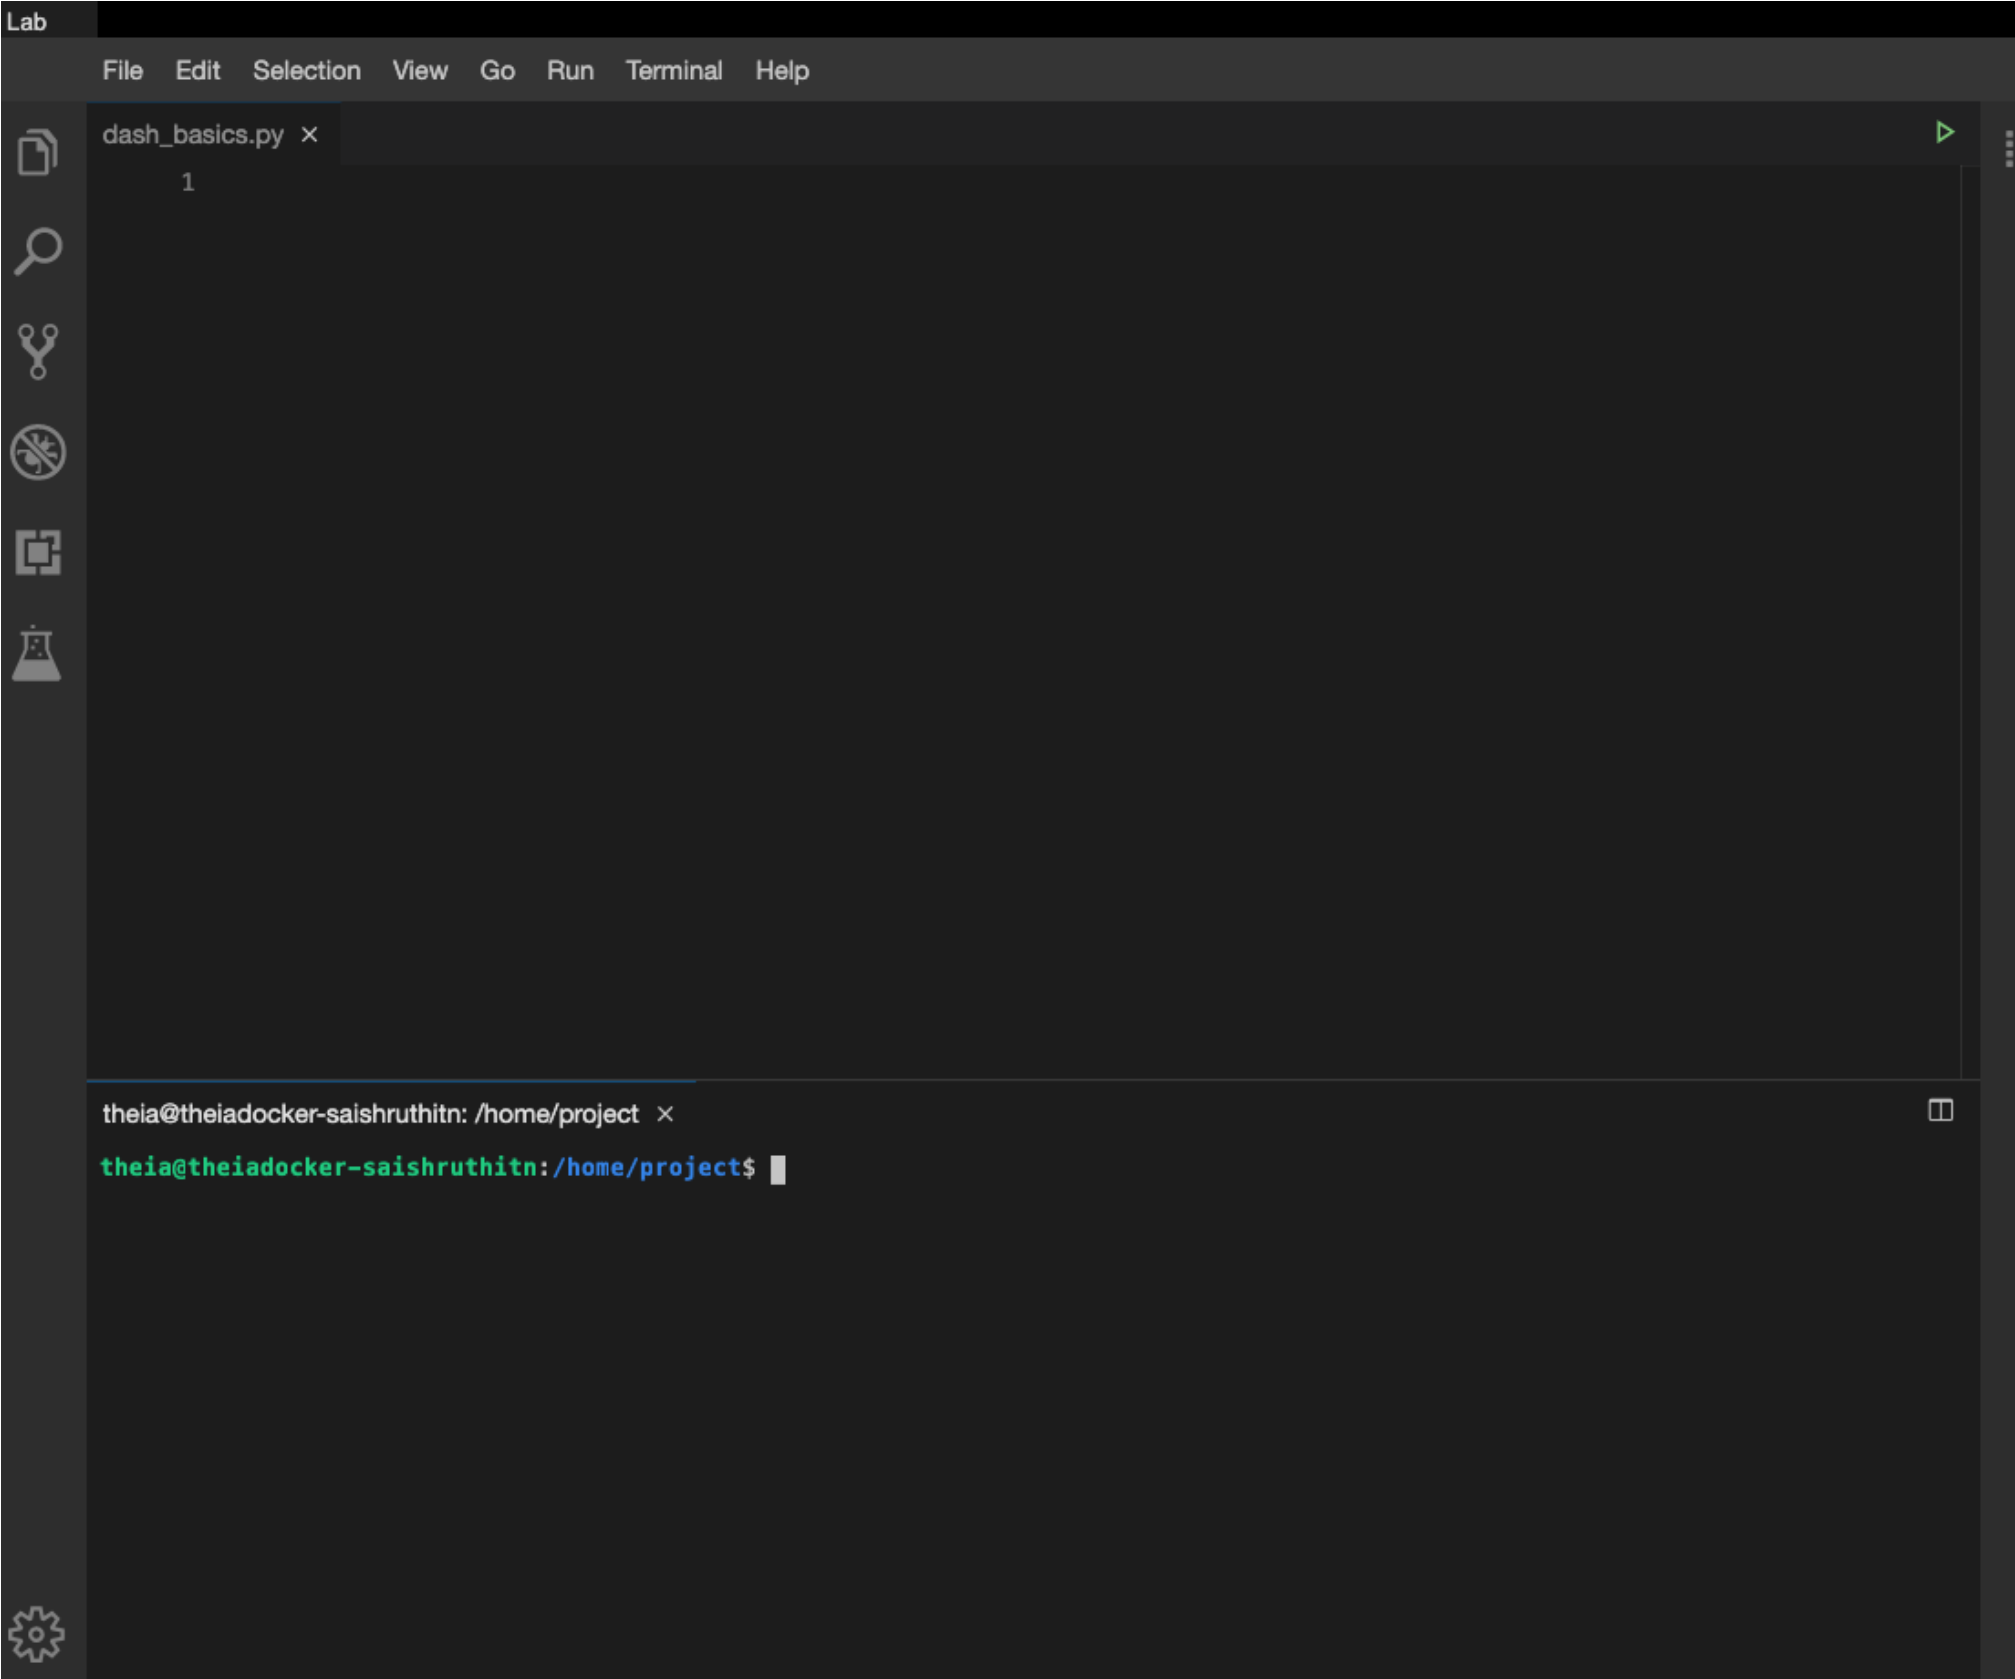 Lab
File Edit Selection View Go Run Terminal Help
dash_basics.py
1
theia@theiadocker-saishruthitn: /home/project
theia@theiadocker-saishruthitn:/home/project$